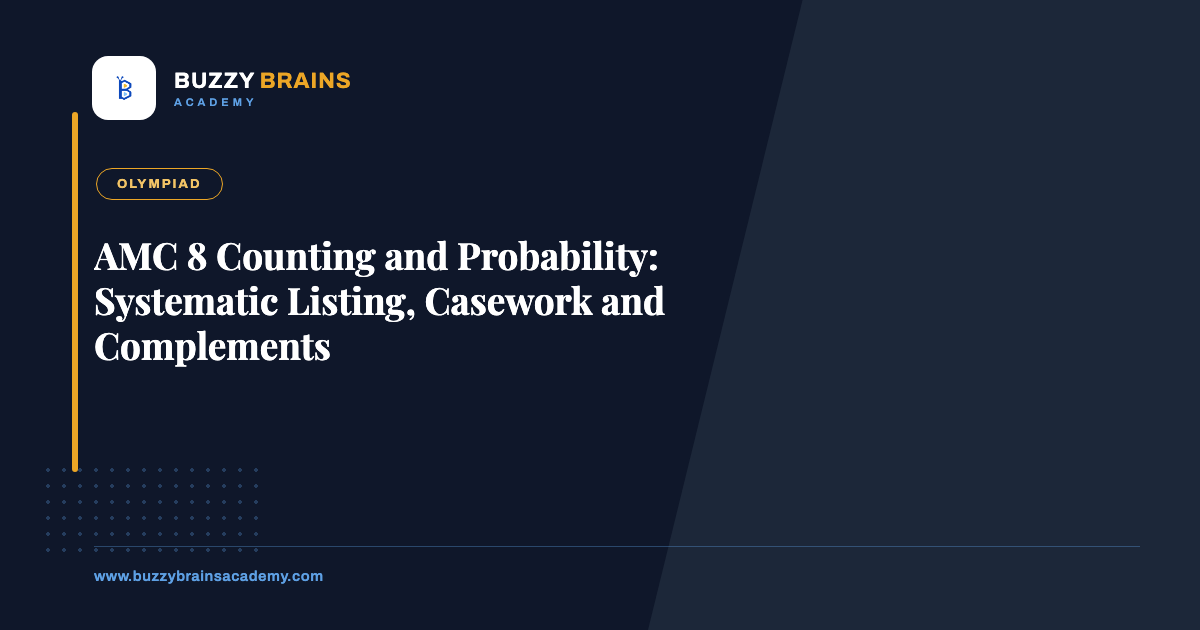 BUZZY BRAINS
ACADEMY
OLYMPIAD
AMC 8 Counting and Probability:
Systematic Listing, Casework and
Complements
www.buzzybrainsacademy.com